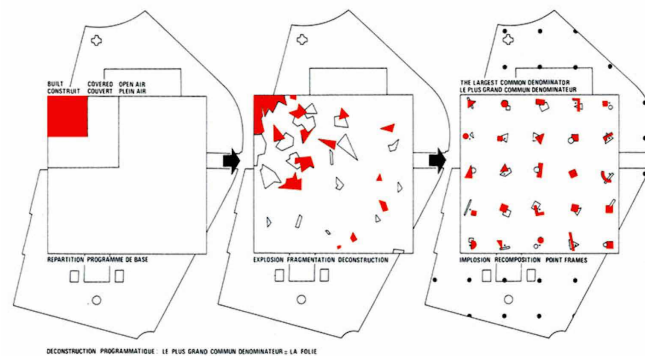 BUILT COVERED OPEN AIR
CONSTRUIT COUVERT PLEIN AIR
REPARTITION PROGRAMME DE BASE
EXPLOSION FRAGMENTATION DECONSTRUCTION
THE LARGEST COMMON DENOMINATOR
LE PLUS GRAND COMMUN DENOMINATEUR
IMPLOSION RECOMPOSITION POINT FRAMES
DECONSTRUCTION PROGRAMMATIQUE: LE PLUS GRAND COMMUN DENOMINATEUR = LA FOLIE